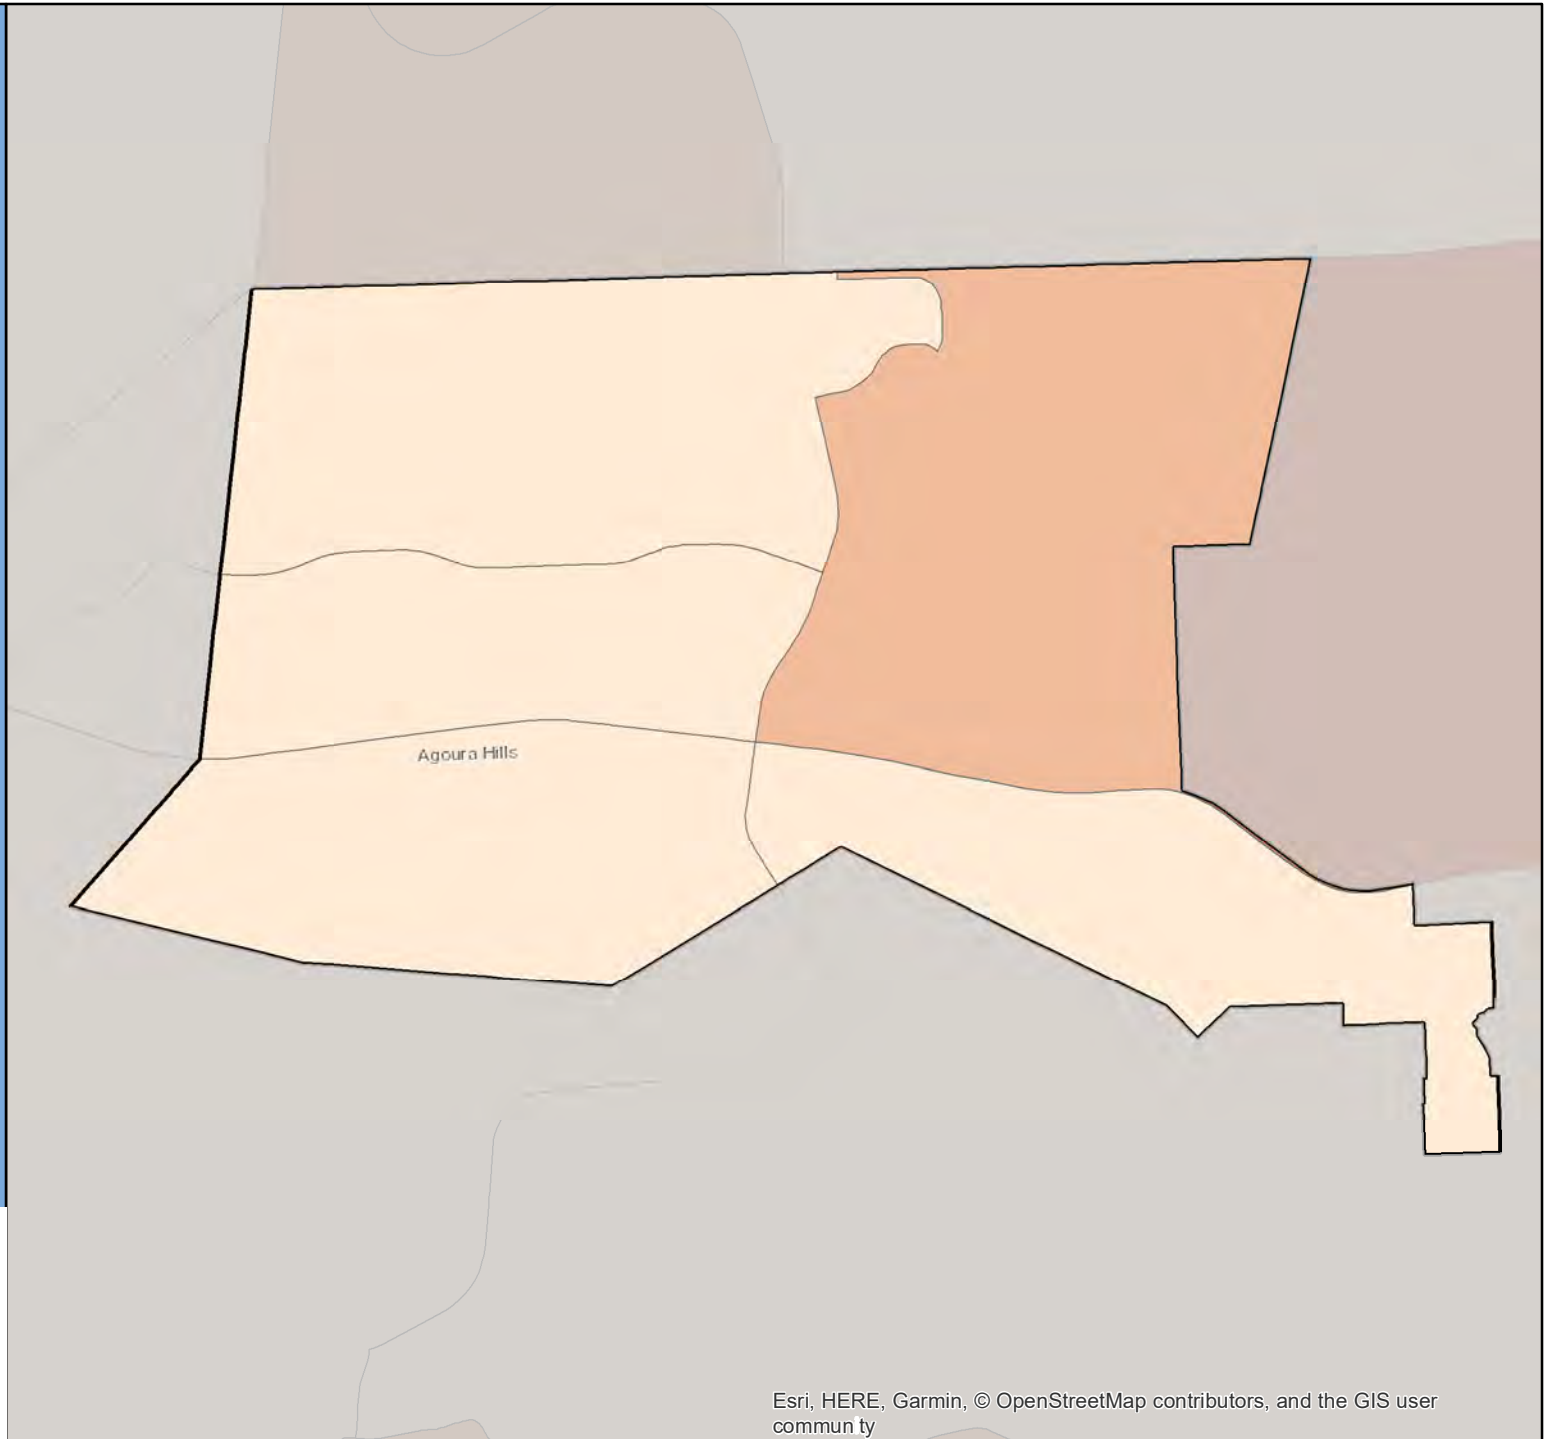 Agoura Hills
Esri, HERE, Garmin, © OpenStreetMap contributors, and the GIS user
commun ty